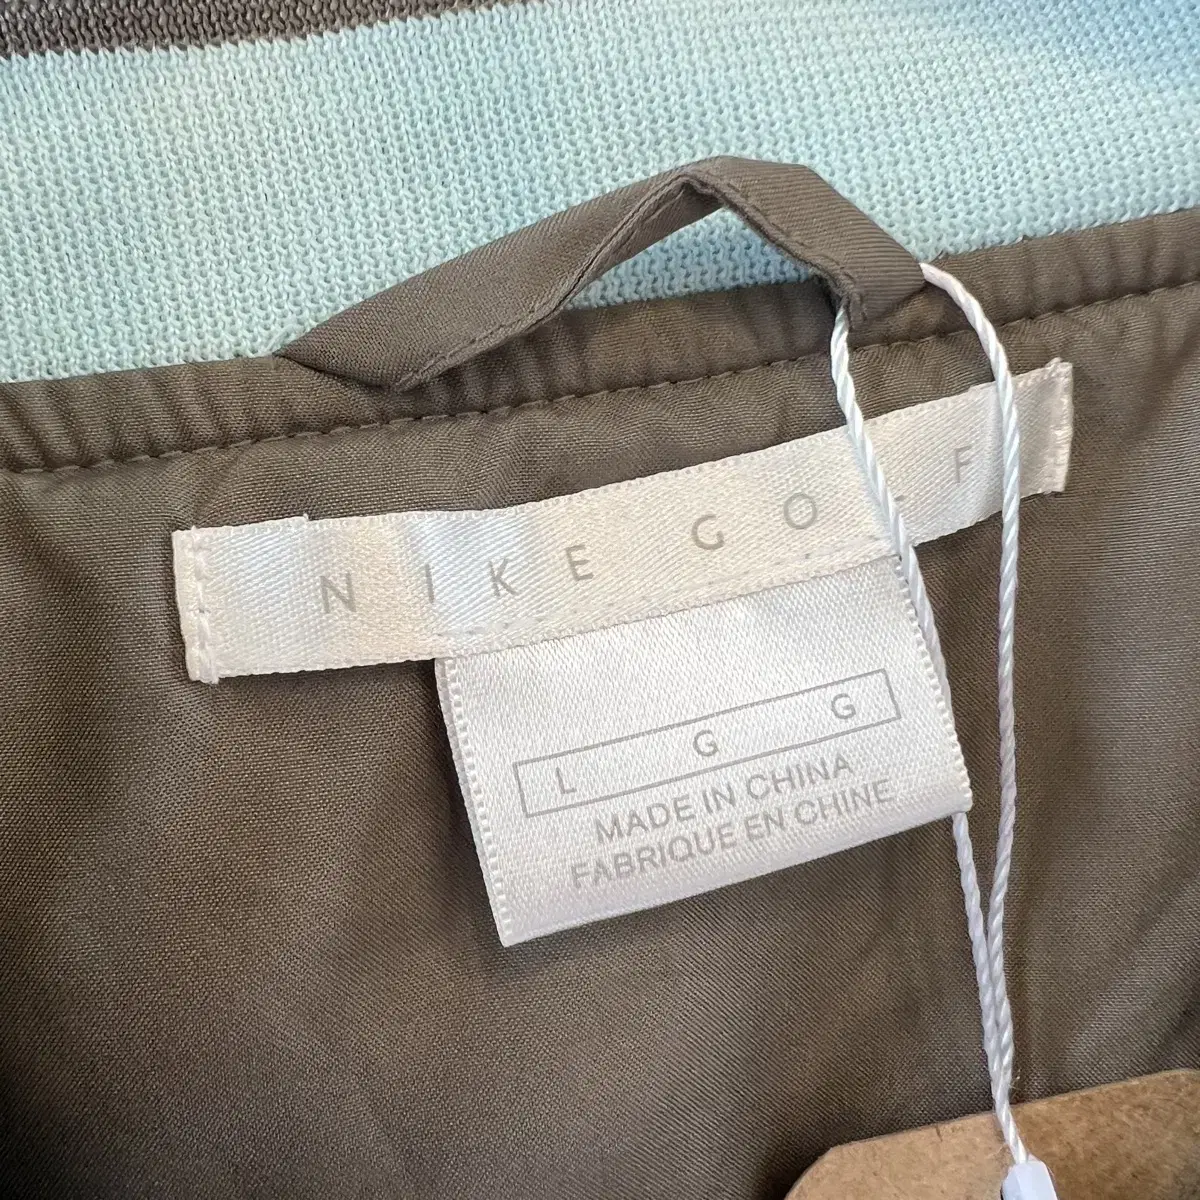 NIKE GOLF
L G G
MADE IN CHINA
FABRIQUE EN CHINE